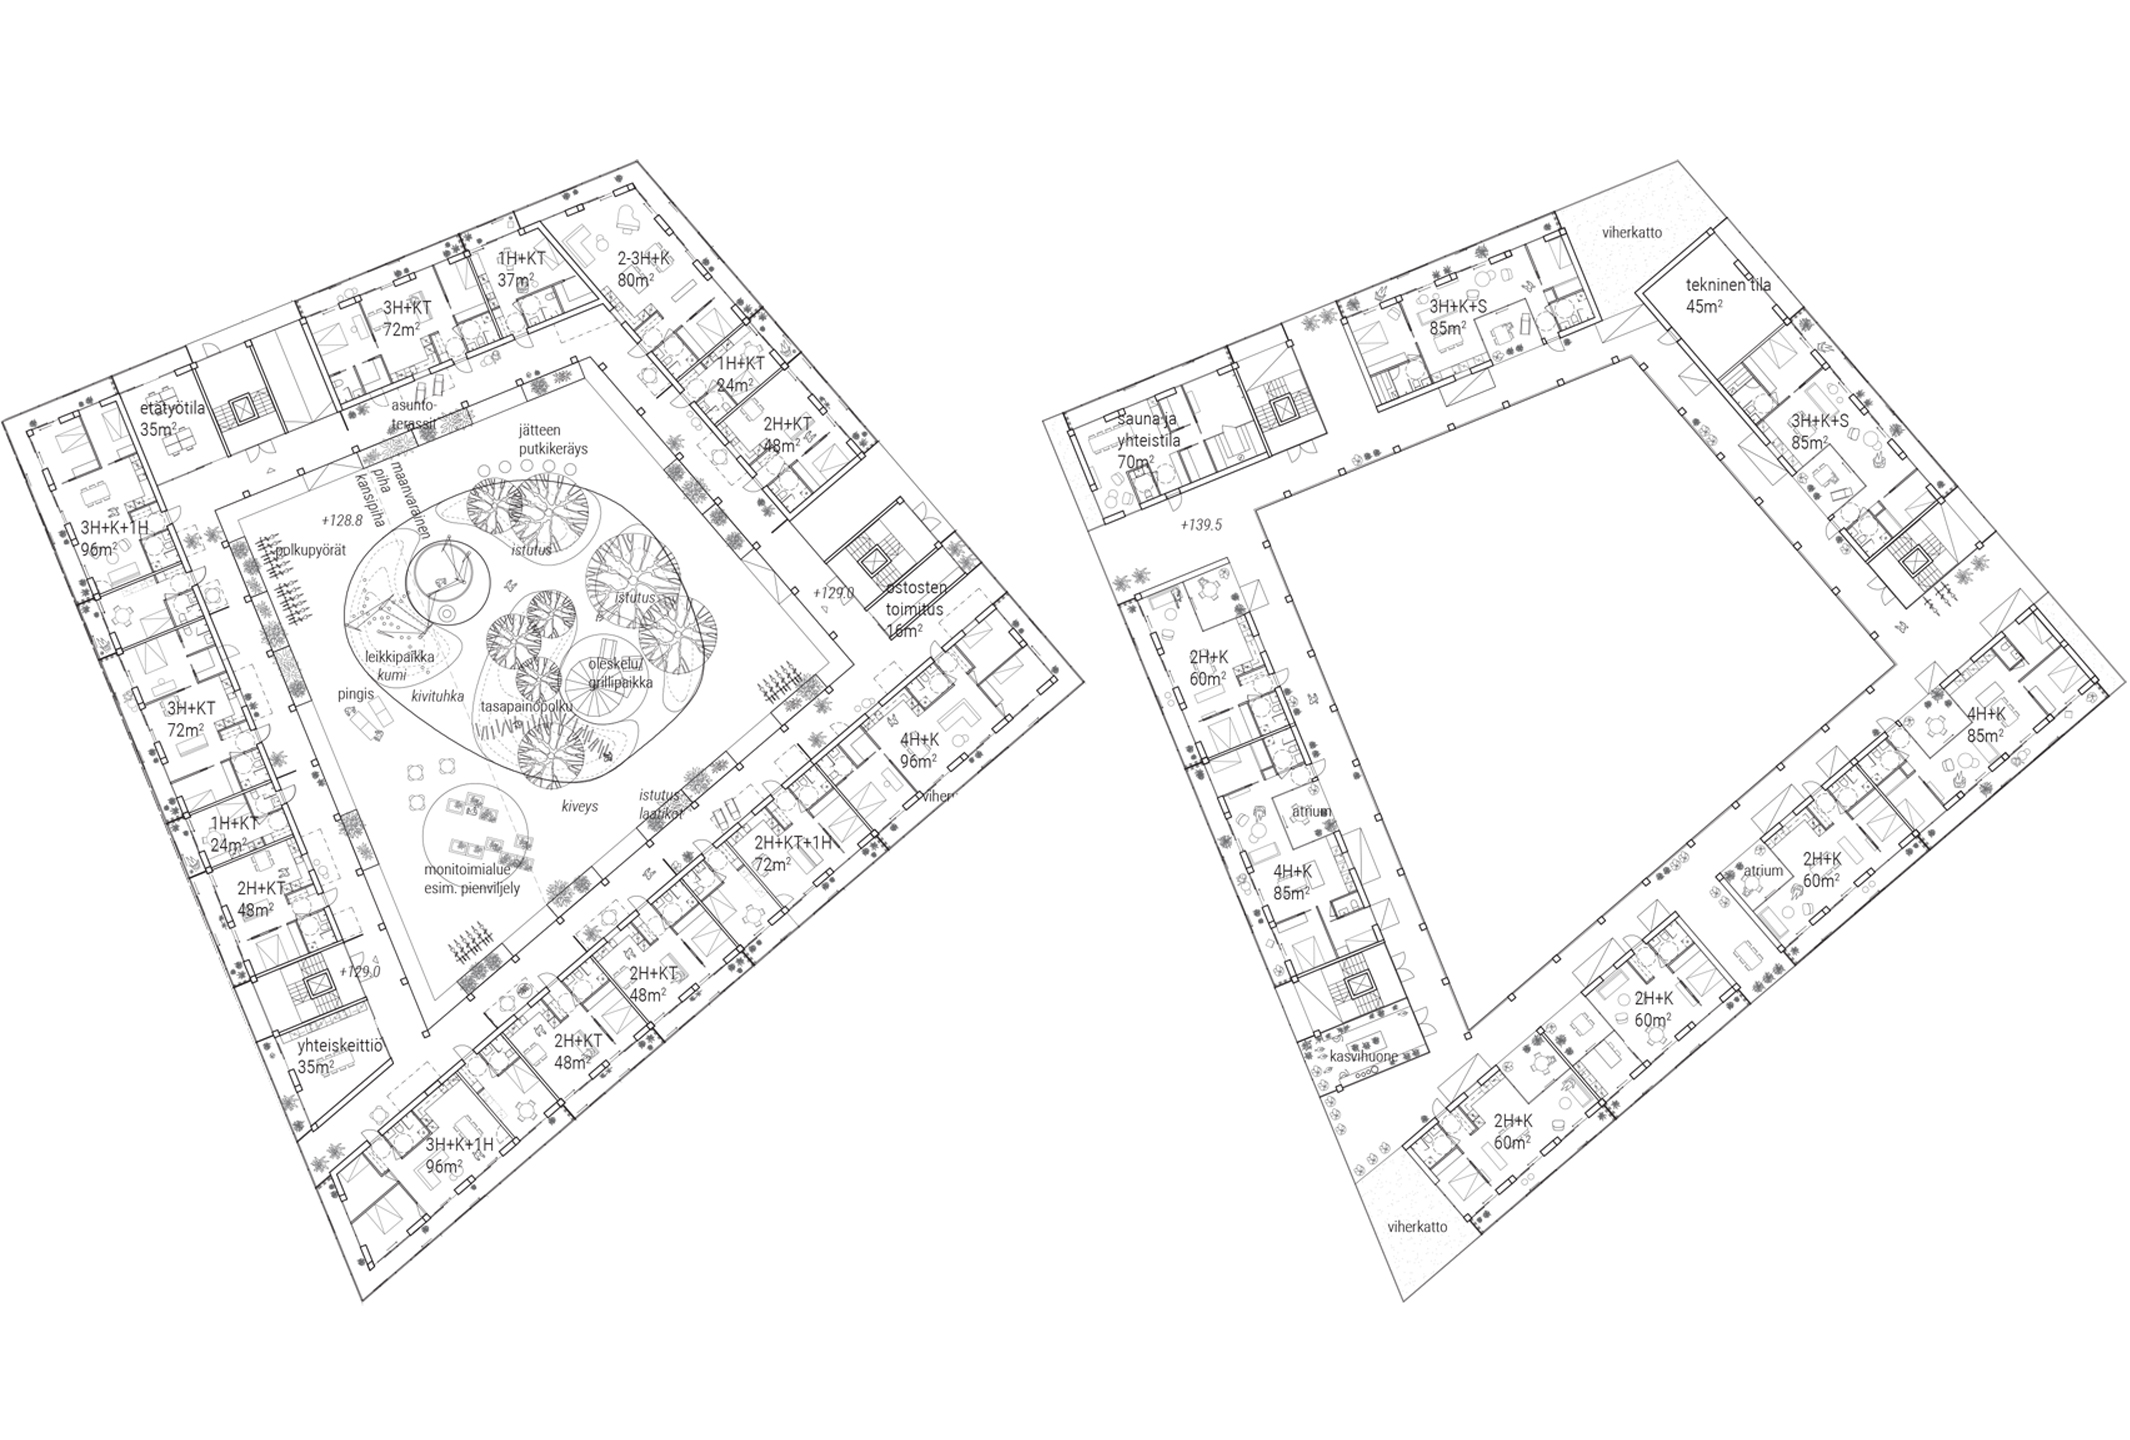 2-3H+K
80m²
1H+KT
37m²
3H+KT
72m²
1H+KT
24m²
2H+KT
48m²
etätyötila
35m²
asunto-
terassit
jätteen
putkikeräys
maanvarainen
piha
kansipiha
+128.8
polkupyörät
3H+K+1H
96m²
istutus
istutus
+129.0
ostosten
toimitus
16m²
leikkipaikka
kumi
kivituhka
oleskelu/
grillipaikka
pingis
tasapainopolku
3H+KT
72m²
4H+K
96m²
viher
istutus
laatikot
kiveys
1H+KT
24m²
2H+KT+1H
72m²
monitoimialue
esim. pienviljely
2H+KT
48m²
+129.0
2H+KT
48m²
2H+KT
48m²
yhteiskeittiö
35m²
3H+K+1H
96m²
viherkatto
tekninen tila
45m²
3H+K+S
85m²
sauna ja
yhteistila
70m²
3H+K+S
85m²
+139.5
2H+K
60m²
4H+K
85m²
atrium
4H+K
85m²
2H+K
60m²
atrium
2H+K
60m²
kasvihuone
2H+K
60m²
viherkatto